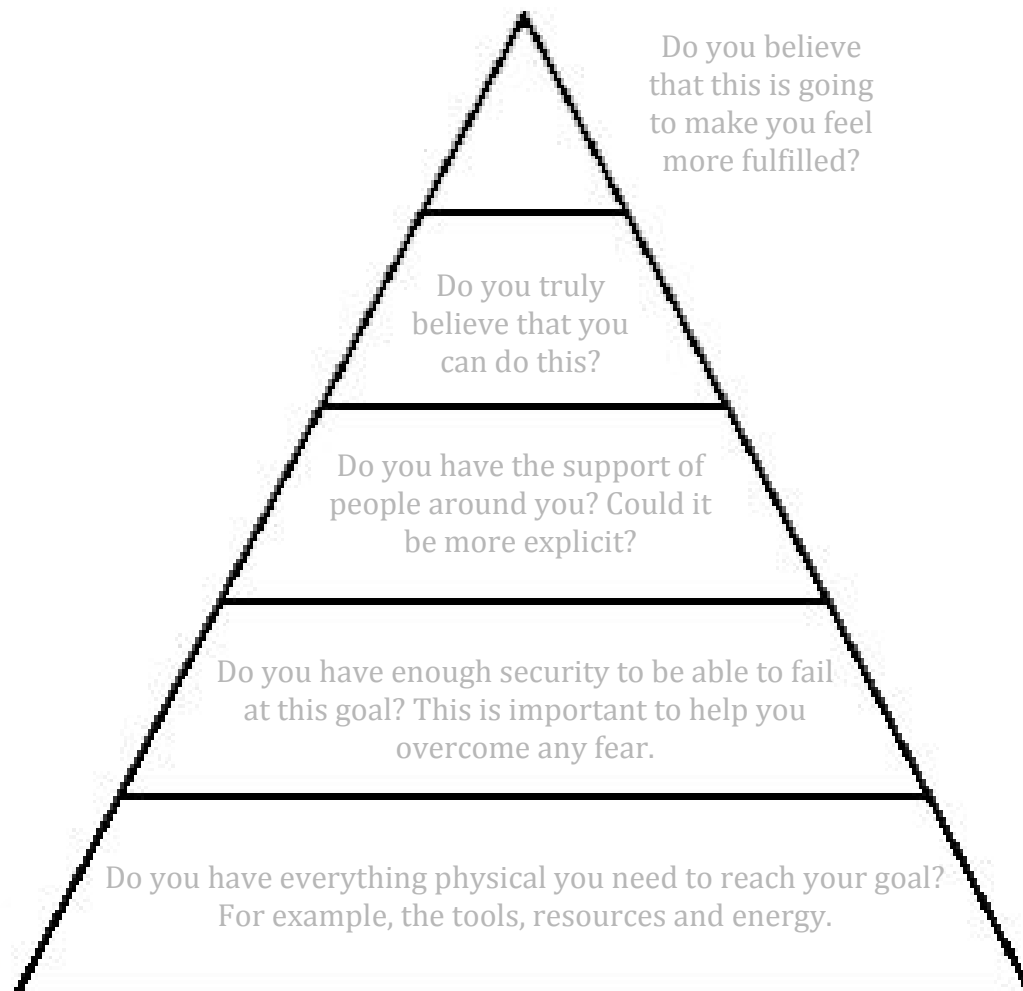 Do you believe
that this is going
to make you feel
more fulfilled?
Do you truly
believe that you
can do this?
Do you have the support of
people around you? Could it
be more explicit?
Do you have enough security to be able to fail
at this goal? This is important to help you
overcome any fear.
Do you have everything physical you need to reach your goal?
For example, the tools, resources and energy.